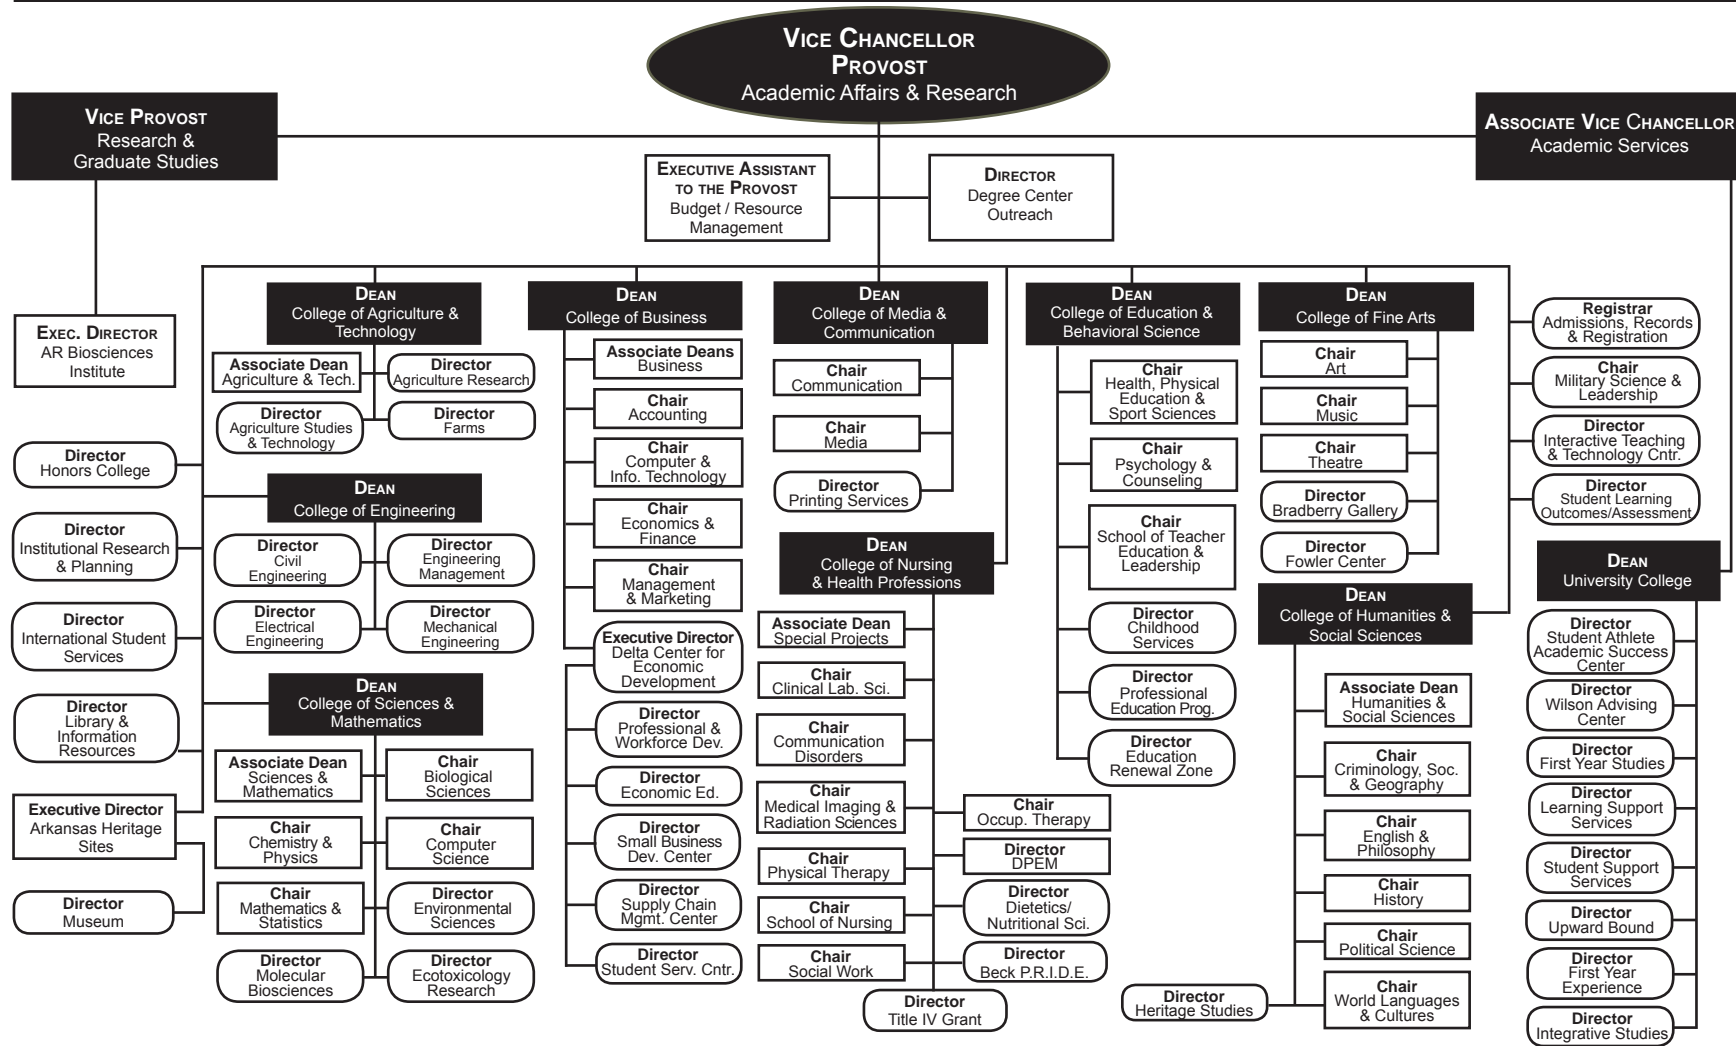 VICE CHANCELLOR
PROVOST
Academic Affairs & Research
VICE PROVOST
Research &
Graduate Studies
ASSOCIATE VICE CHANCELLOR
Academic Services
EXECUTIVE ASSISTANT
TO THE PROVOST
Budget / Resource
Management
DIRECTOR
Degree Center
Outreach
EXEC. DIRECTOR
AR Biosciences
Institute
Director
Honors College
Director
Institutional Research
& Planning
Director
International Student
Services
Director
Library &
Information
Resources
Executive Director
Arkansas Heritage
Sites
Director
Museum
DEAN
College of Agriculture &
Technology
Associate Dean
Agriculture & Tech.
Director
Agriculture Research
Director
Agriculture Studies
& Technology
Director
Farms
DEAN
College of Engineering
Director
Civil
Engineering
Director
Engineering
Management
Director
Electrical
Engineering
Director
Mechanical
Engineering
DEAN
College of Sciences &
Mathematics
Associate Dean
Sciences &
Mathematics
Chair
Biological
Sciences
Chair
Chemistry &
Physics
Chair
Computer
Science
Chair
Mathematics &
Statistics
Director
Environmental
Sciences
Director
Molecular
Biosciences
Director
Ecotoxicology
Research
DEAN
College of Business
Associate Deans
Business
Chair
Accounting
Chair
Computer &
Info. Technology
Chair
Economics &
Finance
Chair
Management
& Marketing
Executive Director
Delta Center for
Economic
Development
Director
Professional &
Workforce Dev.
Director
Economic Ed.
Director
Small Business
Dev. Center
Director
Supply Chain
Mgmt. Center
Director
Student Serv. Cntr.
DEAN
College of Media &
Communication
Chair
Communication
Chair
Media
Director
Printing Services
DEAN
College of Nursing
& Health Professions
Associate Dean
Special Projects
Chair
Clinical Lab. Sci.
Chair
Communication
Disorders
Chair
Medical Imaging &
Radiation Sciences
Chair
Occup. Therapy
Chair
Physical Therapy
Director
DPEM
Chair
School of Nursing
Director
Dietetics/
Nutritional Sci.
Chair
Social Work
Director
Beck P.R.I.D.E.
Director
Title IV Grant
DEAN
College of Education &
Behavioral Science
Chair
Health, Physical
Education &
Sport Sciences
Chair
Psychology &
Counseling
Chair
School of Teacher
Education &
Leadership
Director
Childhood
Services
Director
Professional
Education Prog.
Director
Education
Renewal Zone
DEAN
College of Fine Arts
Chair
Art
Chair
Music
Chair
Theatre
Director
Bradberry Gallery
Director
Fowler Center
DEAN
College of Humanities &
Social Sciences
Associate Dean
Humanities &
Social Sciences
Chair
Criminology, Soc.
& Geography
Chair
English &
Philosophy
Chair
History
Chair
Political Science
Director
Heritage Studies
Chair
World Languages
& Cultures
Registrar
Admissions, Records
& Registration
Chair
Military Science &
Leadership
Director
Interactive Teaching
& Technology Cntr.
Director
Student Learning
Outcomes/Assessment
DEAN
University College
Director
Student Athlete
Academic Success
Center
Director
Wilson Advising
Center
Director
First Year Studies
Director
Learning Support
Services
Director
Student Support
Services
Director
Upward Bound
Director
First Year
Experience
Director
Integrative Studies